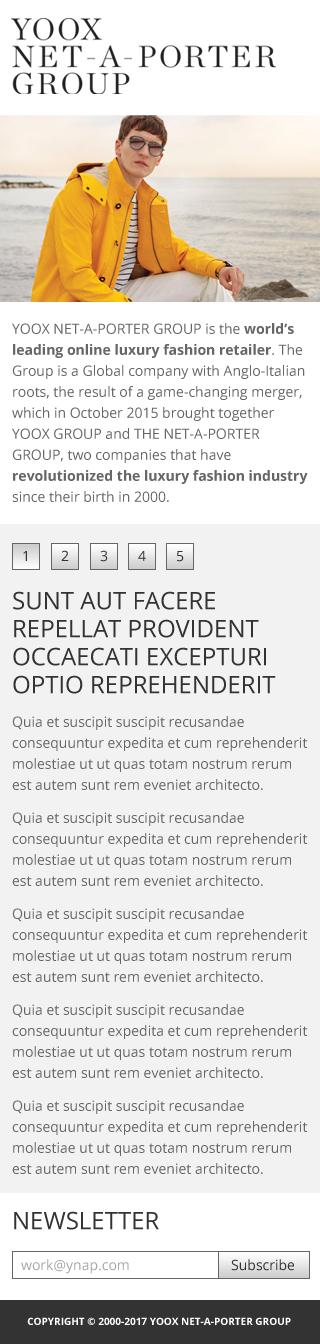 YOOX
NET-A-PORTER
GROUP
YOOX NET-A-PORTER GROUP is the world's
leading online luxury fashion retailer. The
Group is a Global company with Anglo-Italian
roots, the result of a game-changing merger,
which in October 2015 brought together
YOOX GROUP and THE NET-A-PORTER
GROUP, two companies that have
revolutionized the luxury fashion industry
since their birth in 2000.
1 2 3 4 5
SUNT AUT FACERE
REPELLAT PROVIDENT
OCCAECATI EXCEPTURI
OPTIO REPREHENDERIT
Quia et suscipit suscipit recusandae
consequuntur expedita et cum reprehenderit
molestiae ut ut quas totam nostrum rerum
est autem sunt rem eveniet architecto.
Quia et suscipit suscipit recusandae
consequuntur expedita et cum reprehenderit
molestiae ut ut quas totam nostrum rerum
est autem sunt rem eveniet architecto.
Quia et suscipit suscipit recusandae
consequuntur expedita et cum reprehenderit
molestiae ut ut quas totam nostrum rerum
est autem sunt rem eveniet architecto.
Quia et suscipit suscipit recusandae
consequuntur expedita et cum reprehenderit
molestiae ut ut quas totam nostrum rerum
est autem sunt rem eveniet architecto.
Quia et suscipit suscipit recusandae
consequuntur expedita et cum reprehenderit
molestiae ut ut quas totam nostrum rerum
est autem sunt rem eveniet architecto.
NEWSLETTER
work@ynap.com Subscribe
COPYRIGHT © 2000-2017 YOOX NET-A-PORTER GROUP